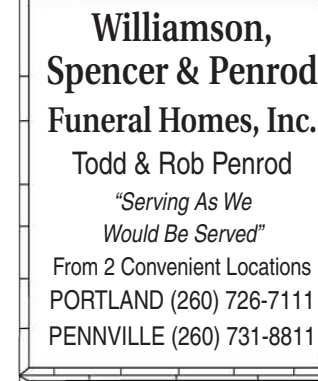 Williamson,
Spencer & Penrod
Funeral Homes, Inc.
Todd & Rob Penrod
“Serving As We
Would Be Served”
From 2 Convenient Locations
PORTLAND (260) 726-7111
PENNVILLE (260) 731-8811